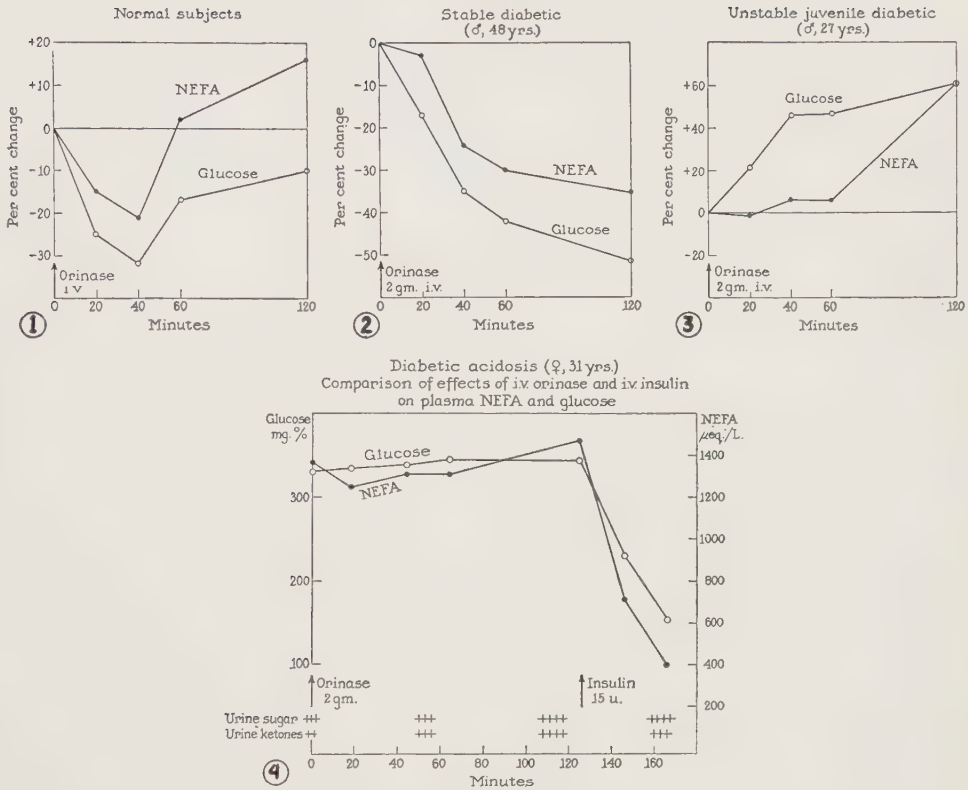 Normal subjects
+20
+10
0
-10
-20
-30
Per cent change
NEFA
Glucose
Orinase
i.v
0 20 40 60 120
Minutes
1
Stable diabetic
(♂, 48 yrs.)
0
-10
-20
-30
-40
-50
Per cent change
NEFA
Glucose
Orinase
2 gm. i.v.
0 20 40 60 120
Minutes
2
Unstable juvenile diabetic
(♂, 27 yrs.)
+60
+40
+20
0
-20
Per cent change
Glucose
NEFA
Orinase
2 gm. i.v.
0 20 40 60 120
Minutes
3
Diabetic acidosis (♀, 31 yrs.)
Comparison of effects of i.v. orinase and i.v. insulin
on plasma NEFA and glucose
Glucose
mg. %
300
200
100
NEFA
μeq./L.
1400
1200
1000
800
600
400
200
Glucose
NEFA
Orinase
2 gm.
Insulin
15 u.
Urine sugar +++ +++ +++++ +++++
Urine ketones ++ +++ ++++ +++
0 20 40 60 80 100 120 140 160
Minutes
4